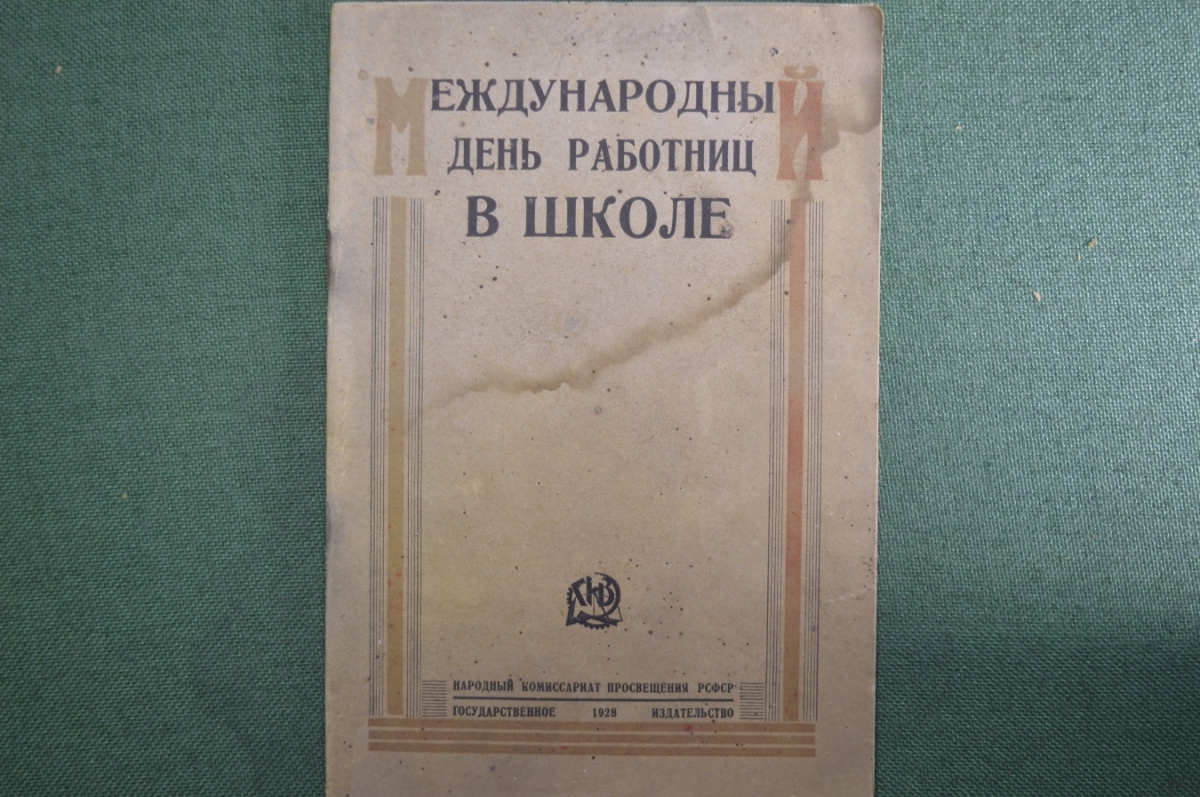 МЕЖДУНАРОДНЫЙ
ДЕНЬ РАБОТНИЦ
В ШКОЛЕ
НАРОДНЫЙ КОМИССАРИАТ ПРОСВЕЩЕНИЯ РСФСР
ГОСУДАРСТВЕННОЕ 1928 ИЗДАТЕЛЬСТВО